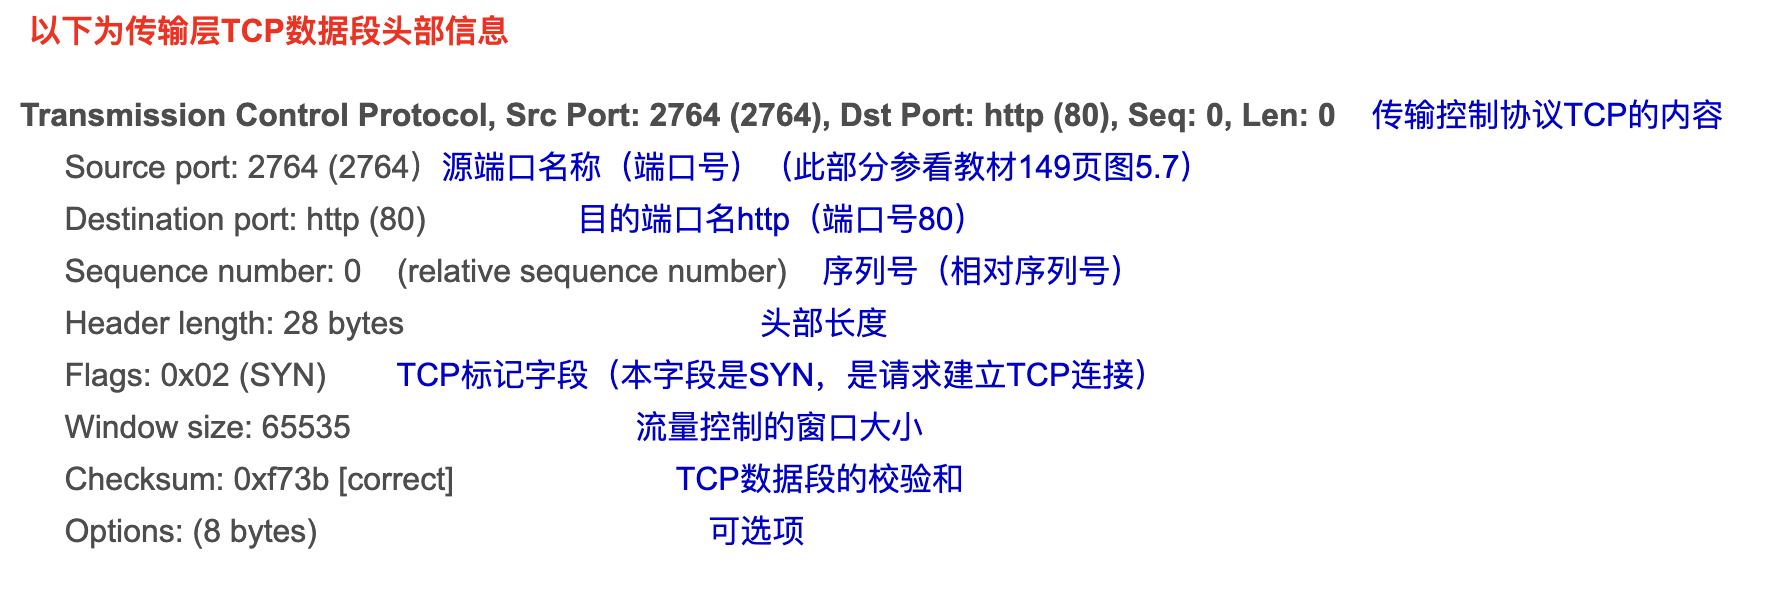 以下为传输层TCP数据段头部信息
Transmission Control Protocol, Src Port: 2764 (2764), Dst Port: http (80), Seq: 0, Len: 0 传输控制协议TCP的内容
Source port: 2764 (2764）源端口名称（端口号）（此部分参看教材149页图5.7）
Destination port: http (80) 目的端口名http（端口号80）
Sequence number: 0 (relative sequence number) 序列号（相对序列号）
Header length: 28 bytes 头部长度
Flags: 0x02 (SYN) TCP标记字段（本字段是SYN，是请求建立TCP连接）
Window size: 65535 流量控制的窗口大小
Checksum: 0xf73b [correct] TCP数据段的校验和
Options: (8 bytes) 可选项